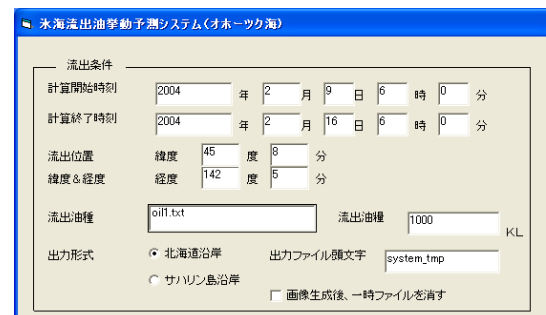 氷海流出油挙動予測システム(オホーツク海)
流出条件
計算開始時刻 2004 年 2 月 9 日 6 時 0 分
計算終了時刻 2004 年 2 月 16 日 6 時 0 分
流出位置 緯度 45 度 8 分
緯度&経度 経度 142 度 5 分
流出油種 oil1.txt 流出油量 1000 KL
出力形式 北海道沿岸 出力ファイル頭文字 system_tmp
サハリン島沿岸
画像生成後、一時ファイルを消す